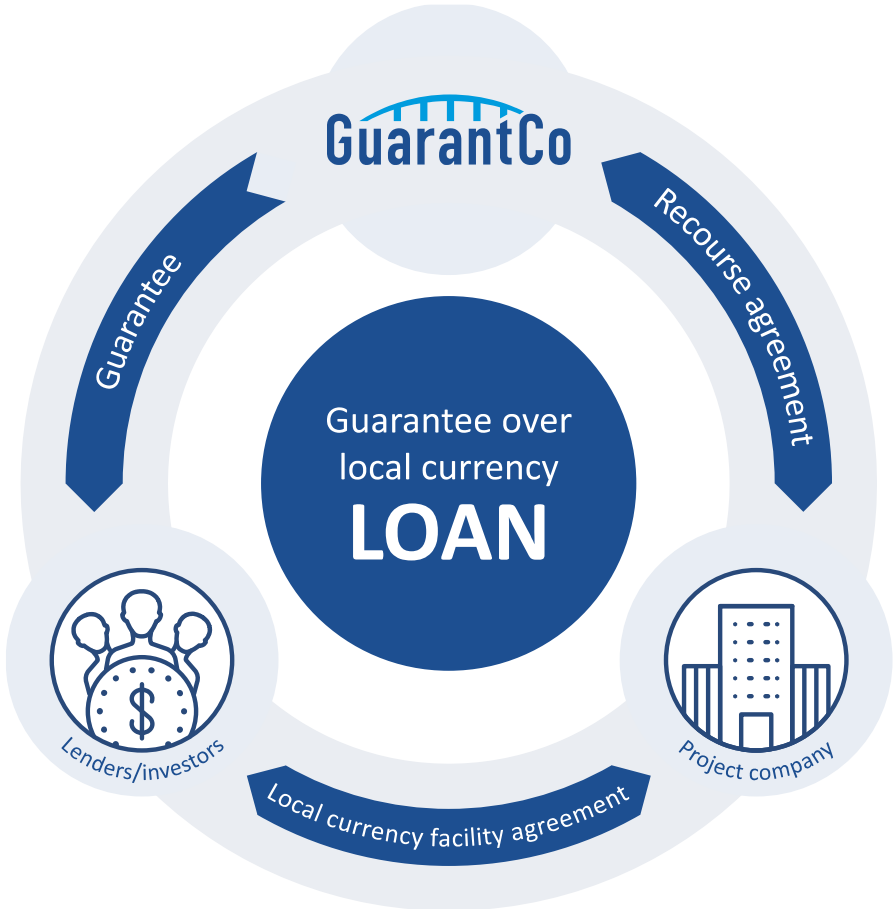 GuarantCo
Guarantee
Recourse agreement
Guarantee over
local currency
LOAN
$
Lenders/investors
Project company
Local currency facility agreement